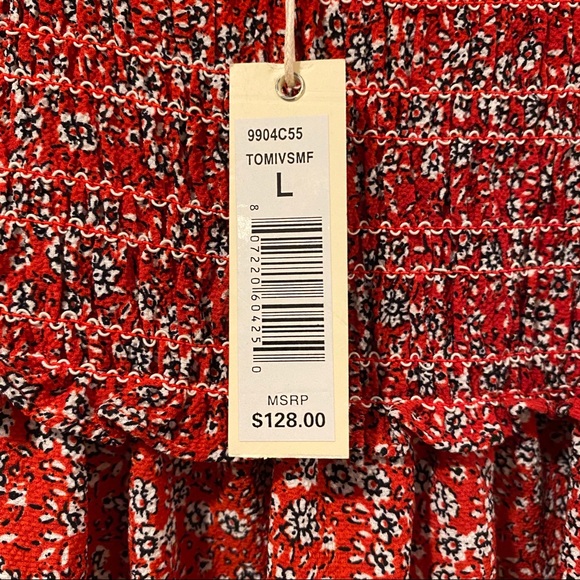 9904C55
TOMIVSMF
L
8 07220 60425 0
MSRP
$128.00